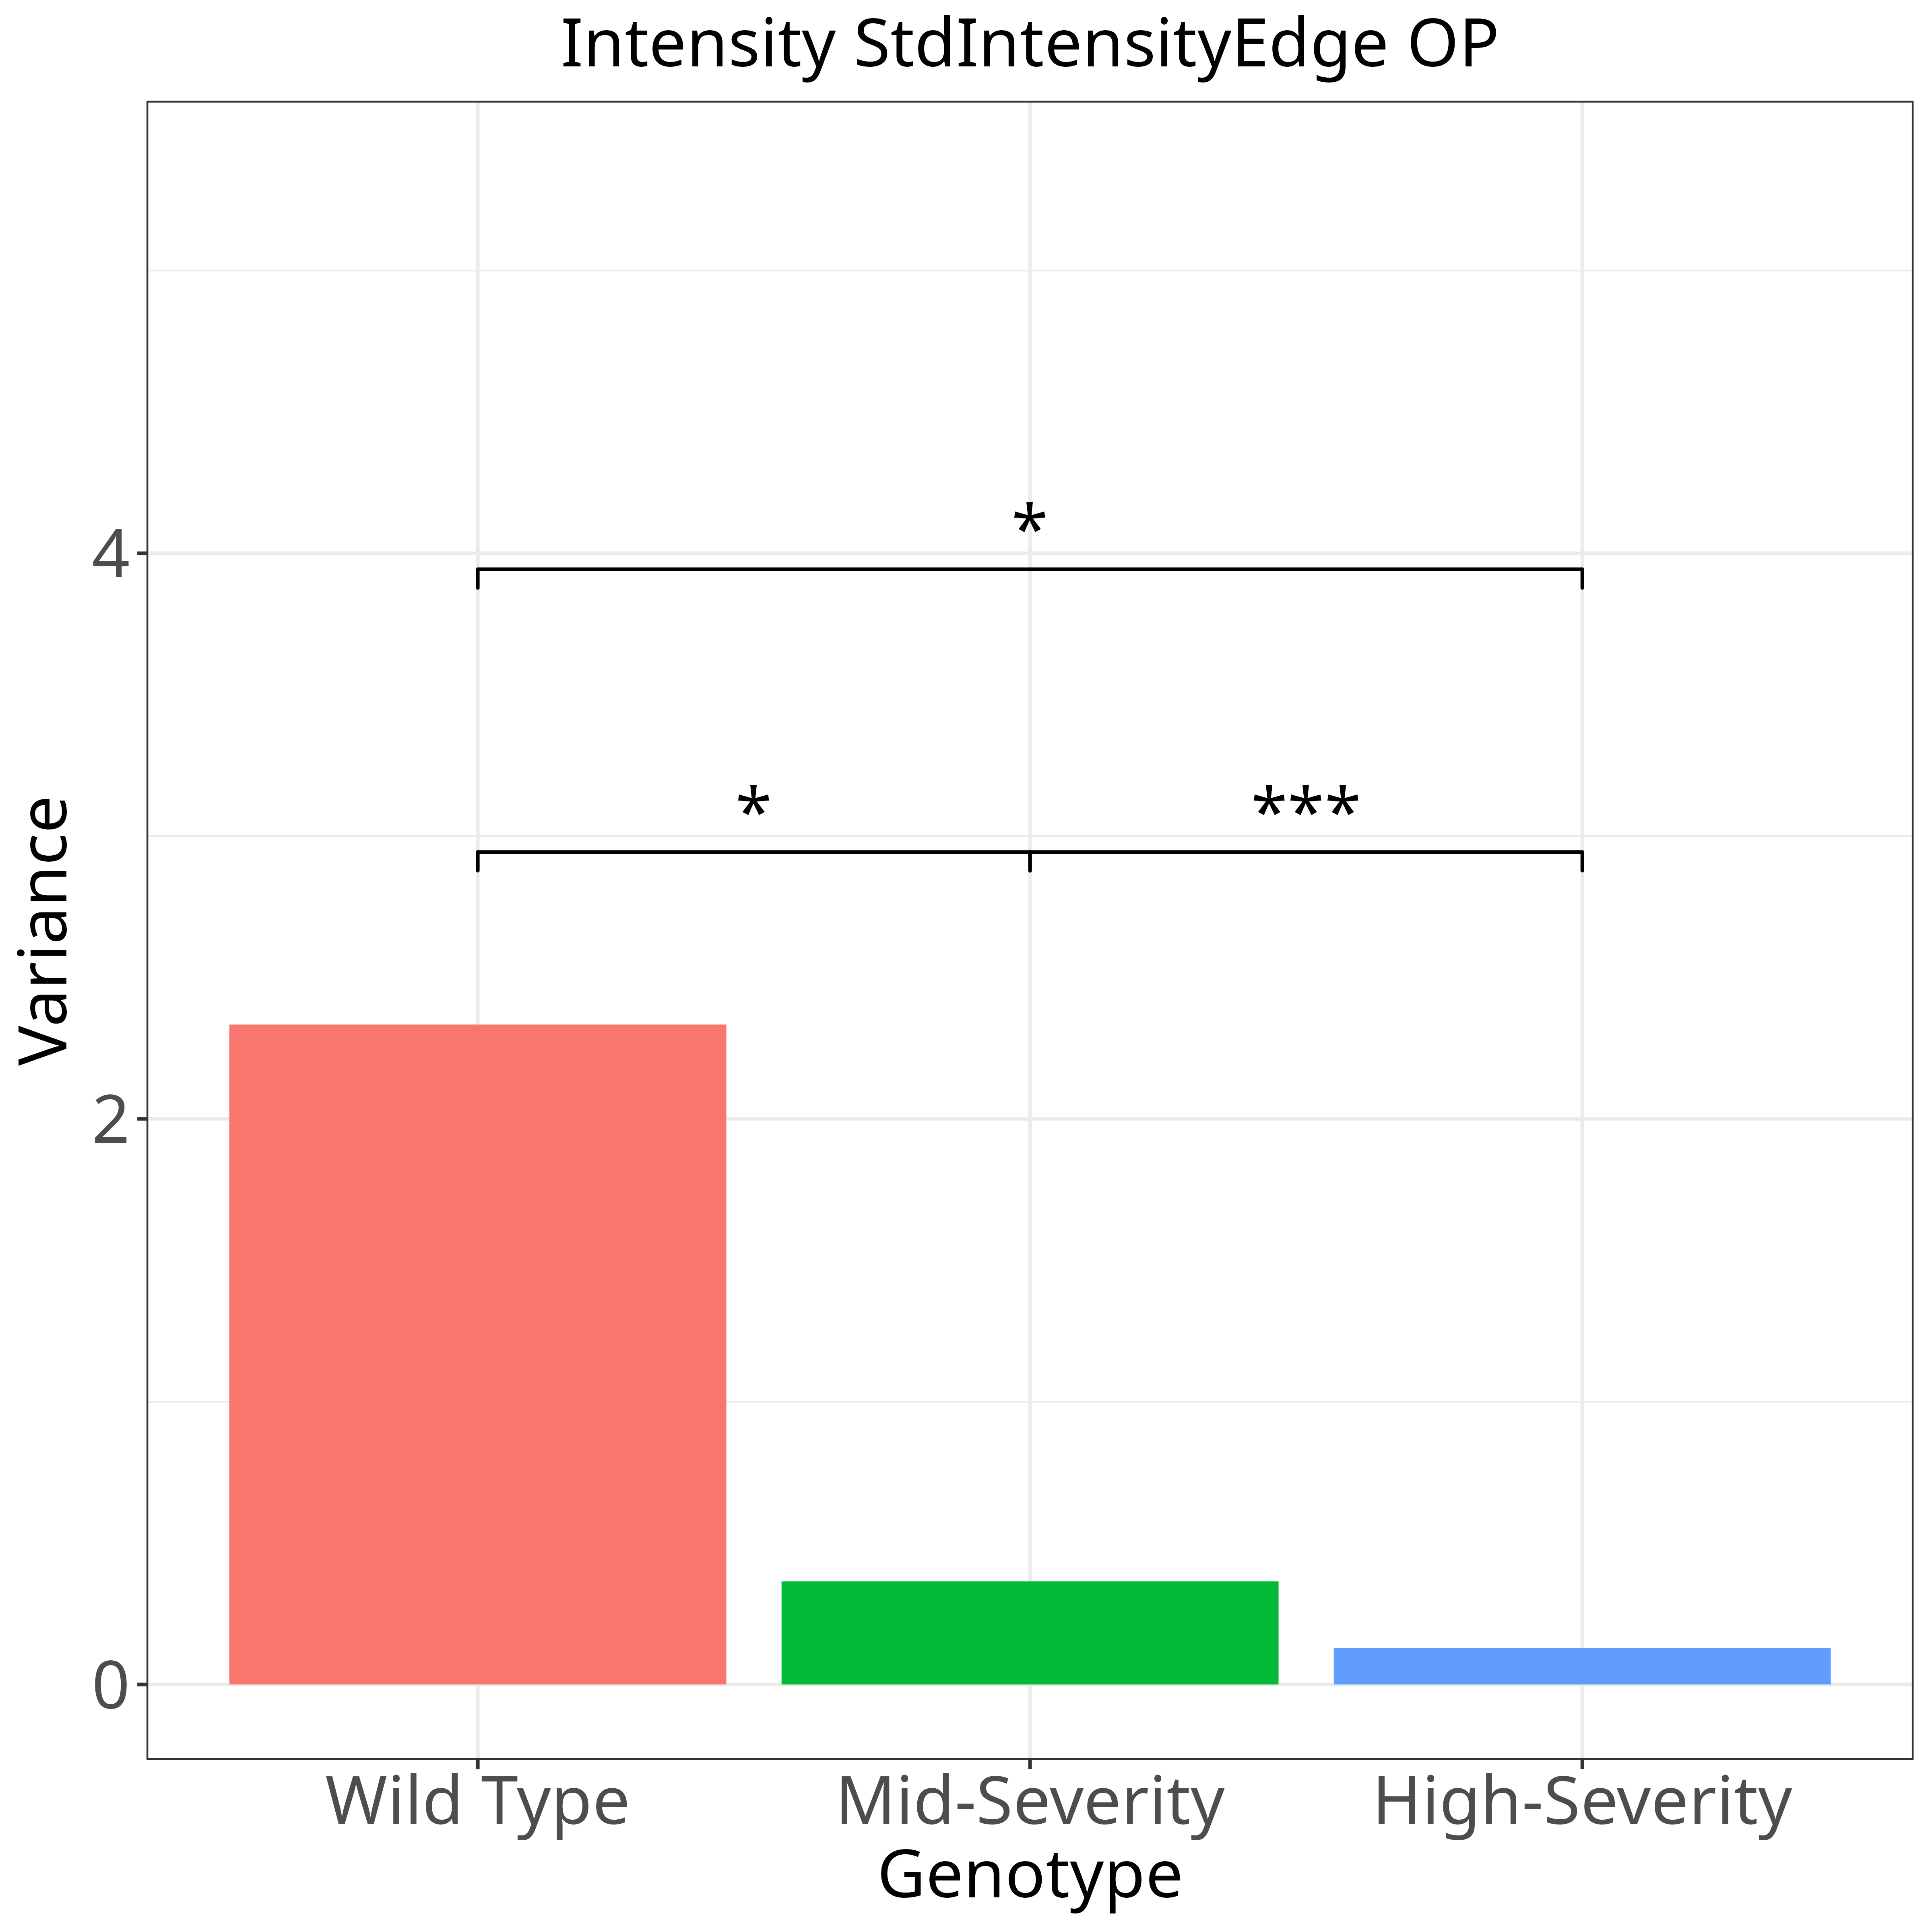 Intensity StdIntensityEdge OP
Variance
4
2
0
*
*
***
Wild Type
Mid-Severity
High-Severity
Genotype